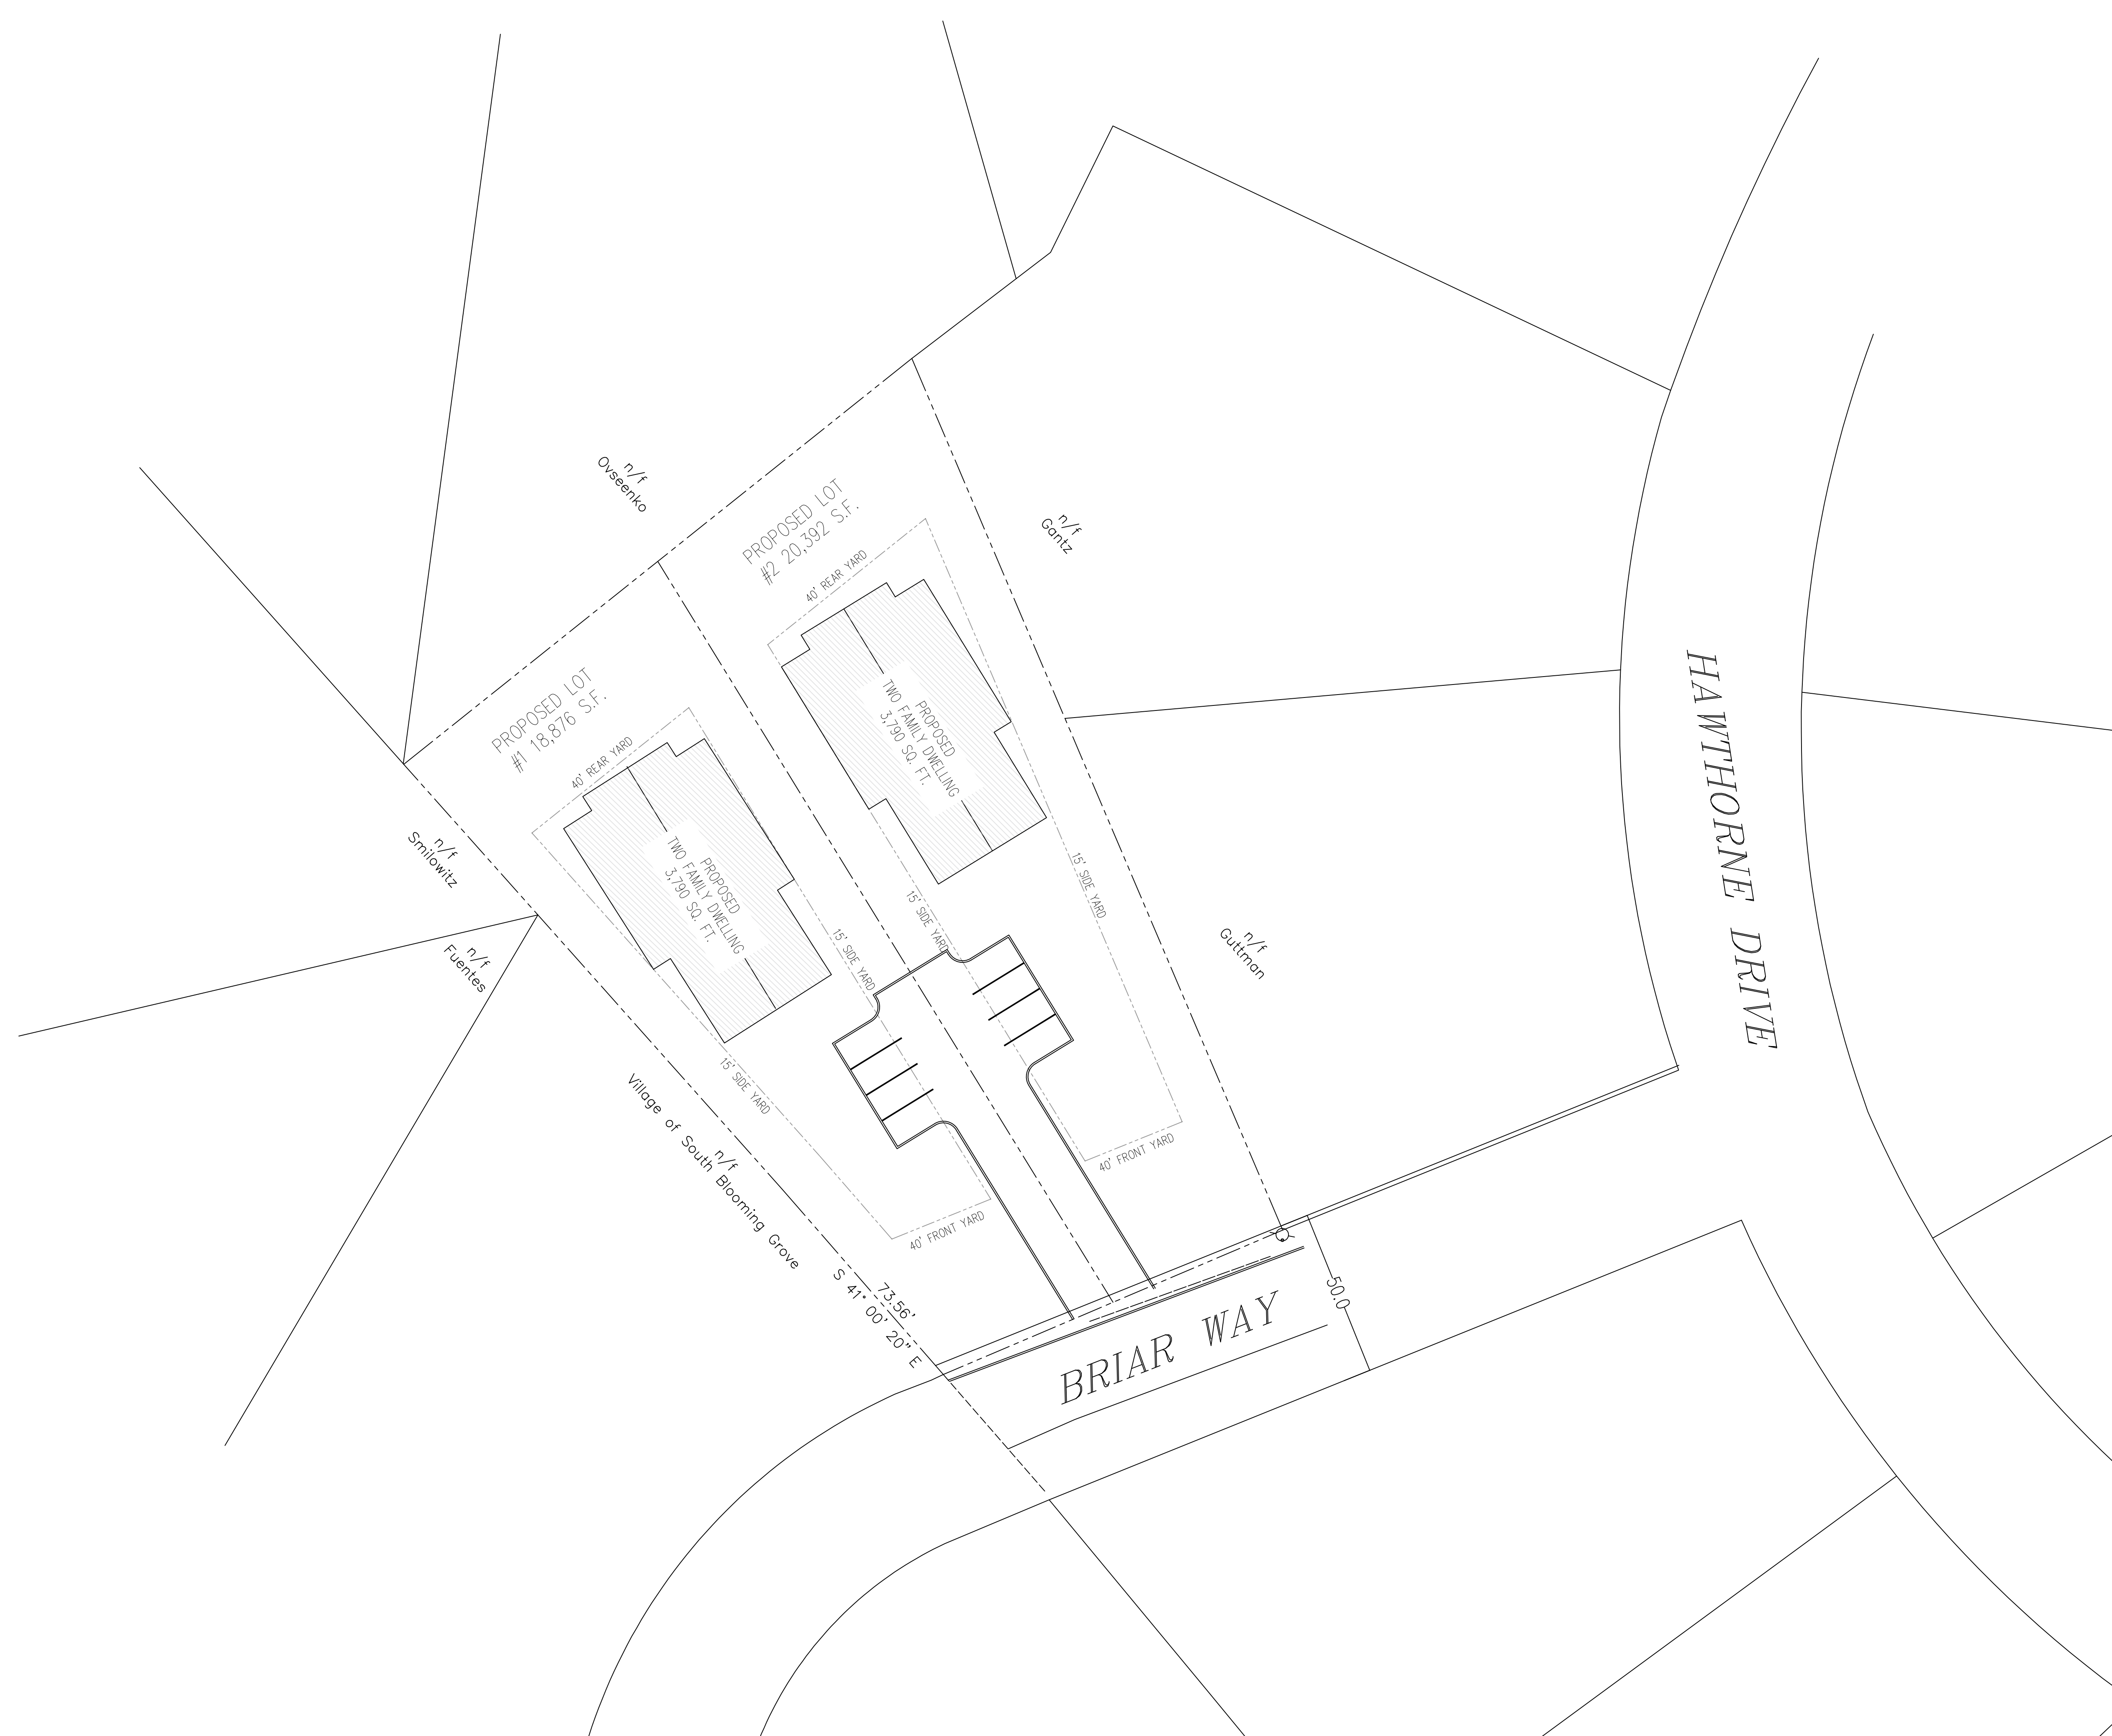 n/f
Ovseenko
PROPOSED LOT
#2 20,392 S.F.
40' REAR YARD
n/f
Gantz
PROPOSED
TWO FAMILY DWELLING
3,790 SQ. FT.
PROPOSED LOT
#1 18,876 S.F.
40' REAR YARD
n/f
Smilowitz
PROPOSED
TWO FAMILY DWELLING
3,790 SQ. FT.
15' SIDE YARD
15' SIDE YARD
15' SIDE YARD
n/f
Guttman
n/f
Fuentes
15' SIDE YARD
n/f
Village of South Blooming Grove
40' FRONT YARD
40' FRONT YARD
73.56'
S 41° 00' 20" E
50.0
BRIAR WAY
HAWTHORNE DRIVE